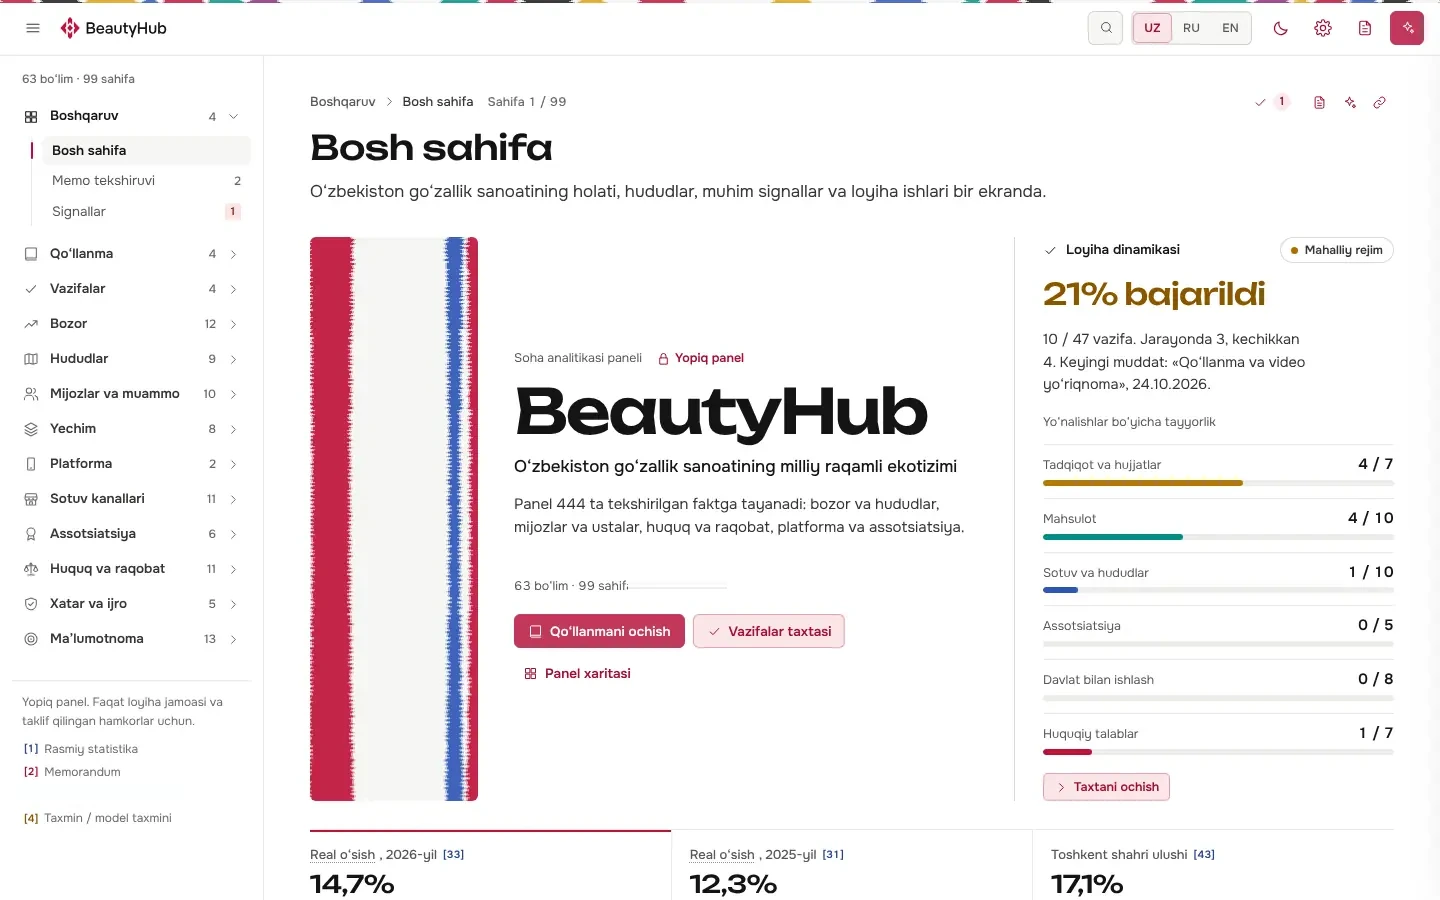 BeautyHub
UZ RU EN
63 bo‘lim · 99 sahifa
Boshqaruv 4
Bosh sahifa
Memo tekshiruvi 2
Signallar 1
Qo‘llanma 4
Vazifalar 4
Bozor 12
Hududlar 9
Mijozlar va muammo 10
Yechim 8
Platforma 2
Sotuv kanallari 11
Assotsiatsiya 6
Huquq va raqobat 11
Xatar va ijro 5
Ma’lumotnoma 13
Yopiq panel. Faqat loyiha jamoasi va
taklif qilingan hamkorlar uchun.
[1] Rasmiy statistika
[2] Memorandum
[4] Taxmin / model taxmini
Boshqaruv > Bosh sahifa Sahifa 1 / 99
1
Bosh sahifa
O‘zbekiston go‘zallik sanoatining holati, hududlar, muhim signallar va loyiha ishlari bir ekranda.
Soha analitikasi paneli Yopiq panel
BeautyHub
O‘zbekiston go‘zallik sanoatining milliy raqamli ekotizimi
Panel 444 ta tekshirilgan faktga tayanadi: bozor va hududlar,
mijozlar va ustalar, huquq va raqobat, platforma va assotsiatsiya.
63 bo‘lim · 99
Qo‘llanmani ochish
Vazifalar taxtasi
Panel xaritasi
Loyiha dinamikasi
Mahalliy rejim
21% bajarildi
10 / 47 vazifa. Jarayonda 3, kechikkan
4. Keyingi muddat: «Qo‘llanma va video
yo‘riqnoma», 24.10.2026.
Yo‘nalishlar bo‘yicha tayyorlik
Tadqiqot va hujjatlar 4 / 7
Mahsulot 4 / 10
Sotuv va hududlar 1 / 10
Assotsiatsiya 0 / 5
Davlat bilan ishlash 0 / 8
Huquqiy talablar 1 / 7
Taxtani ochish
Real o‘sish , 2026-yil [33]
14,7%
Real o‘sish , 2025-yil [31]
12,3%
Toshkent shahri ulushi [43]
17,1%